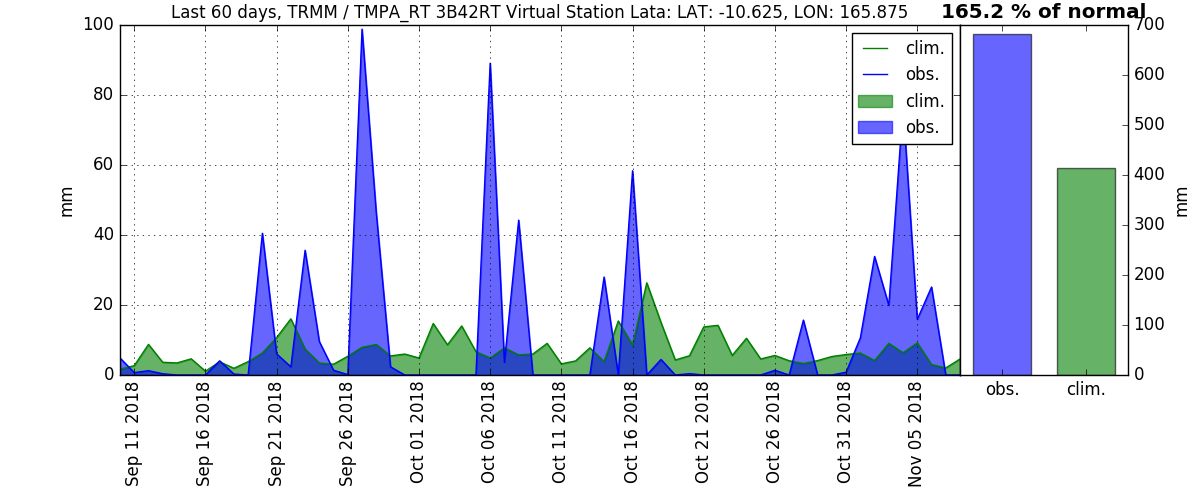 Last 60 days, TRMM / TMPA_RT 3B42RT Virtual Station Lata: LAT: -10.625, LON: 165.875
165.2 % of normal
100
80
60
40
20
0
mm
clim.
obs.
clim.
obs.
Sep 11 2018
Sep 16 2018
Sep 21 2018
Sep 26 2018
Oct 01 2018
Oct 06 2018
Oct 11 2018
Oct 16 2018
Oct 21 2018
Oct 26 2018
Oct 31 2018
Nov 05 2018
700
600
500
400
300
200
100
0
mm
obs.
clim.